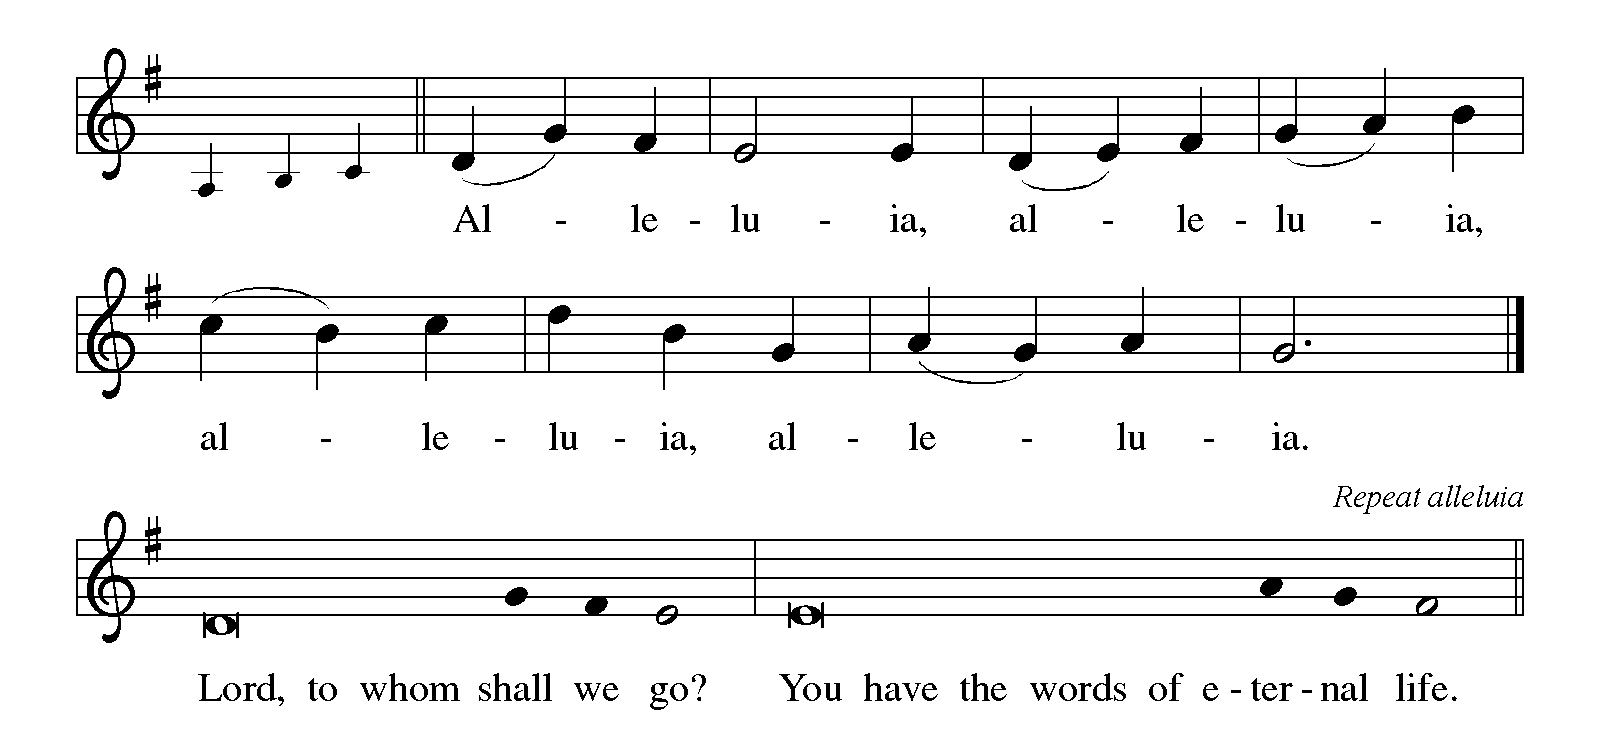 Al - le - lu - ia, al - le - lu - ia,
al - le - lu - ia, al - le - lu - ia.
Repeat alleluia
Lord, to whom shall we go? You have the words of e - ter - nal life.